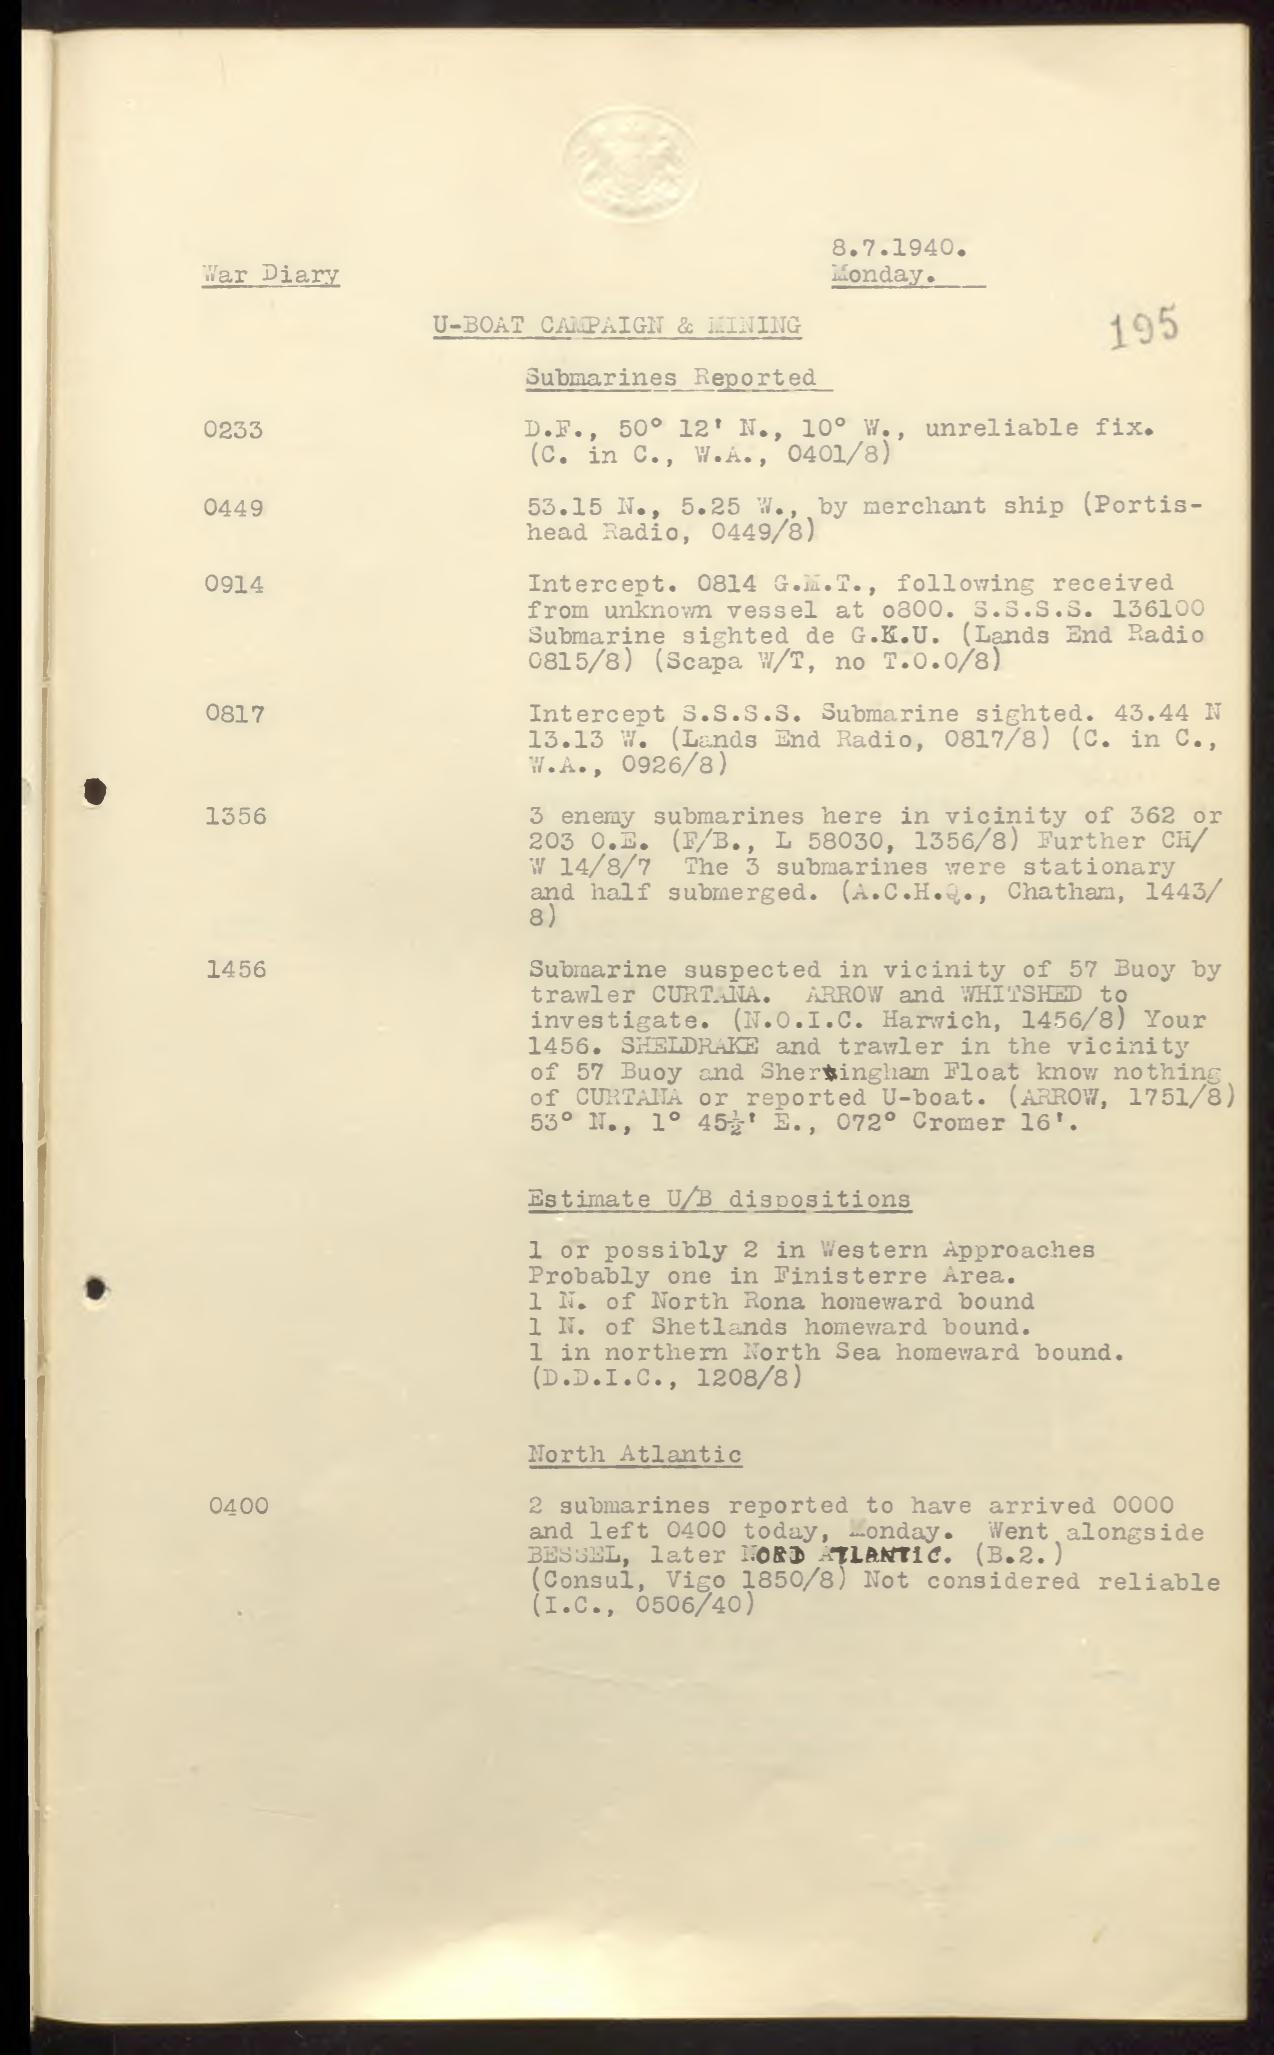 8.7.1940.
War Diary
Monday.
U-BOAT CAMPAIGN & MINING
195
Submarines Reported
0233
D.F., 50° 12' N., 10° W., unreliable fix.
(C. in C., W.A., 0401/8)
0449
53.15 N., 5.25 W., by merchant ship (Portis-
head Radio, 0449/8)
0914
Intercept. 0814 G.M.T., following received
from unknown vessel at o800. S.S.S.S. 136100
Submarine sighted de G.K.U. (Lands End Radio
0815/8) (Scapa W/T, no T.O.O/8)
0817
Intercept S.S.S.S. Submarine sighted. 43.44 N
13.13 W. (Lands End Radio, 0817/8) (C. in C.,
W.A., 0926/8)
1356
3 enemy submarines here in vicinity of 362 or
203 O.E. (F/B., L 58030, 1356/8) Further CH/
W 14/8/7 The 3 submarines were stationary
and half submerged. (A.C.H.Q., Chatham, 1443/
8)
1456
Submarine suspected in vicinity of 57 Buoy by
trawler CURTANA. ARROW and WHITSHED to
investigate. (N.O.I.C. Harwich, 1456/8) Your
1456. SHELDRAKE and trawler in the vicinity
of 57 Buoy and Sherringham Float know nothing
of CURTANA or reported U-boat. (ARROW, 1751/8)
53° N., 1° 45½' E., 072° Cromer 16'.
Estimate U/B dispositions
1 or possibly 2 in Western Approaches
Probably one in Finisterre Area.
1 N. of North Rona homeward bound
1 N. of Shetlands homeward bound.
1 in northern North Sea homeward bound.
(D.D.I.C., 1208/8)
North Atlantic
0400
2 submarines reported to have arrived 0000
and left 0400 today, Monday. Went alongside
BESSEL, later NORD ATLANTIC. (B.2.)
(Consul, Vigo 1850/8) Not considered reliable
(I.C., 0506/40)